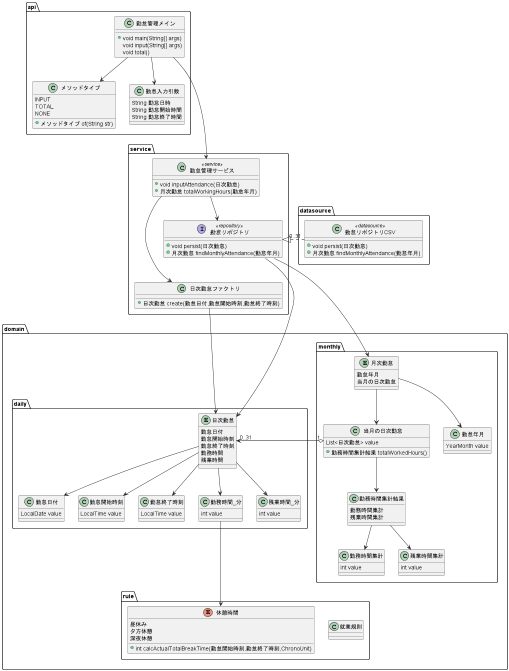 api
C 勤怠管理メイン
void main(String[] args)
void input(String[] args)
void total()
C メソッドタイプ
INPUT
TOTAL
NONE
メソッドタイプ of(String str)
C 勤怠入力引数
String 勤怠日時
String 勤怠開始時間
String 勤怠終了時間
service
«service»
C 勤怠管理サービス
void inputAttendance(日次勤怠)
月次勤怠 totalWorkingHours(勤怠年月)
«repository»
I 勤怠リポジトリ
void persist(日次勤怠)
月次勤怠 findMonthlyAttendance(勤怠年月)
datasource
«datasource»
C 勤怠リポジトリCSV
void persist(日次勤怠)
月次勤怠 findMonthlyAttendance(勤怠年月)
C 日次勤怠ファクトリ
日次勤怠 create(勤怠日付,勤怠開始時刻,勤怠終了時刻)
domain
monthly
月次勤怠
勤怠年月
当月の日次勤怠
daily
日次勤怠
勤怠日付
勤怠開始時刻
勤怠終了時刻
勤務時間
残業時間
0..31
1
C 当月の日次勤怠
List<日次勤怠> value
勤務時間集計結果 totalWorkedHours()
C 勤怠年月
YearMonth value
C 勤怠日付
LocalDate value
C 勤怠開始時刻
LocalTime value
C 勤怠終了時刻
LocalTime value
C 勤務時間_分
int value
C 残業時間_分
int value
C 勤務時間集計結果
勤務時間集計
残業時間集計
C 勤務時間集計
int value
C 残業時間集計
int value
rule
休憩時間
昼休み
夕方休憩
深夜休憩
int calcActualTotalBreakTime(勤怠開始時刻,勤怠終了時刻,ChronoUnit)
C 就業規則